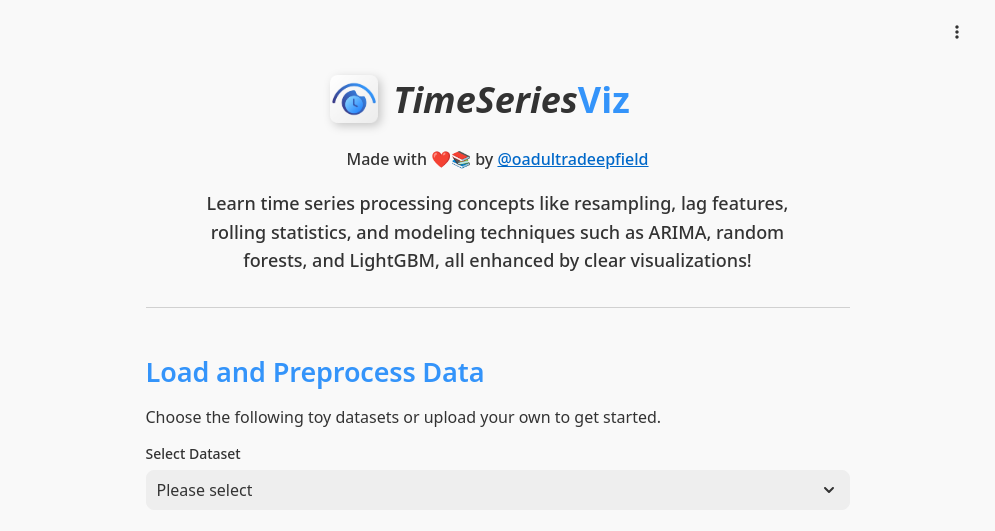 TimeSeriesViz
Made with ❤️📚 by @oadultradeepfield
Learn time series processing concepts like resampling, lag features,
rolling statistics, and modeling techniques such as ARIMA, random
forests, and LightGBM, all enhanced by clear visualizations!
Load and Preprocess Data
Choose the following toy datasets or upload your own to get started.
Select Dataset
Please select